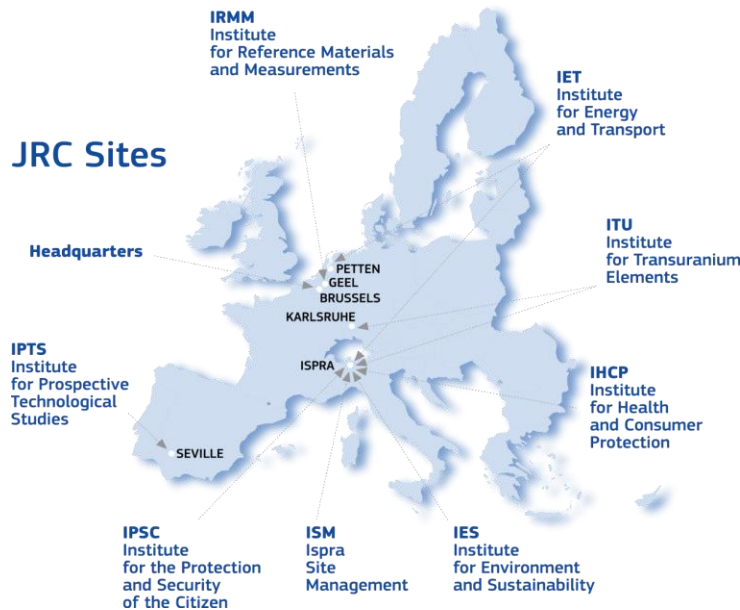 IRMM
Institute
for Reference Materials
and Measurements
IET
Institute
for Energy
and Transport
JRC Sites
ITU
Institute
for Transuranium
Elements
Headquarters
PETTEN
GEEL
BRUSSELS
KARLSRUHE
IPTS
Institute
for Prospective
Technological
Studies
ISPRA
IHCP
Institute
for Health
and Consumer
Protection
SEVILLE
IPSC
Institute
for the Protection
and Security
of the Citizen
ISM
Ispra
Site
Management
IES
Institute
for Environment
and Sustainability